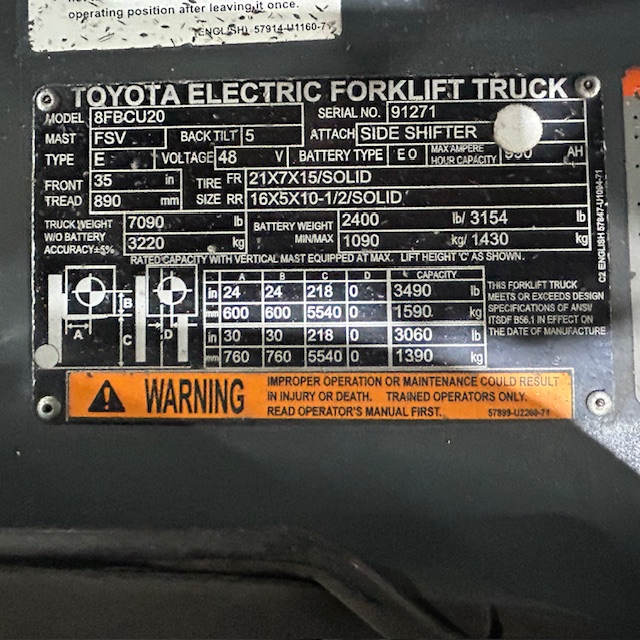 operating position after leaving it once.
(ENGLISH) 57914-U1160-71
TOYOTA ELECTRIC FORKLIFT TRUCK
MODEL 8FBCU20 SERIAL NO. 91271
MAST FSV BACK TILT 5 ATTACH SIDE SHIFTER
TYPE E VOLTAGE 48 V BATTERY TYPE EO MAX AMPERE HOUR CAPACITY AH
FRONT TREAD 35 in TIRE SIZE FR 21X7X15/SOLID
890 mm RR 16X5X10-1/2/SOLID
TRUCK WEIGHT W/O BATTERY ACCURACY±5% 7090 lb BATTERY WEIGHT MIN/MAX 2400 lb/ 3154 lb
3220 kg 1090 kg/ 1430 kg
RATED CAPACITY WITH VERTICAL MAST EQUIPPED AT MAX. LIFT HEIGHT 'C' AS SHOWN.
A B C D CAPACITY
in 24 24 218 0 3490 lb
mm 600 600 5540 0 1590 kg
in 30 30 218 0 3060 lb
mm 760 760 5540 0 1390 kg
A B C D
THIS FORKLIFT TRUCK
MEETS OR EXCEEDS DESIGN
SPECIFICATIONS OF ANSI/
ITSDF B56.1 IN EFFECT ON
THE DATE OF MANUFACTURE
02 ENGLISH 57947-U1084-71
WARNING
IMPROPER OPERATION OR MAINTENANCE COULD RESULT
IN INJURY OR DEATH. TRAINED OPERATORS ONLY.
READ OPERATOR'S MANUAL FIRST. 57899-U2260-71